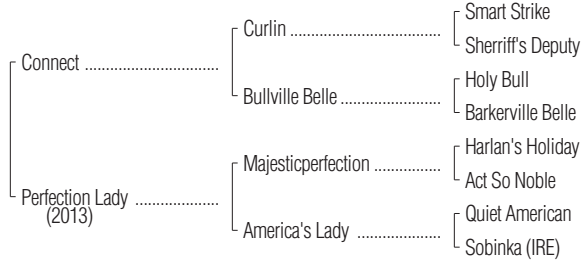 Smart Strike
Curlin ..............................
Sherriff's Deputy
Connect ..........................................
Holy Bull
Bullville Belle ..............................
Barkerville Belle
Harlan's Holiday
Majesticperfection ....................
Act So Noble
Perfection Lady .........................
(2013)
Quiet American
America's Lady .........................
Sobinka (IRE)